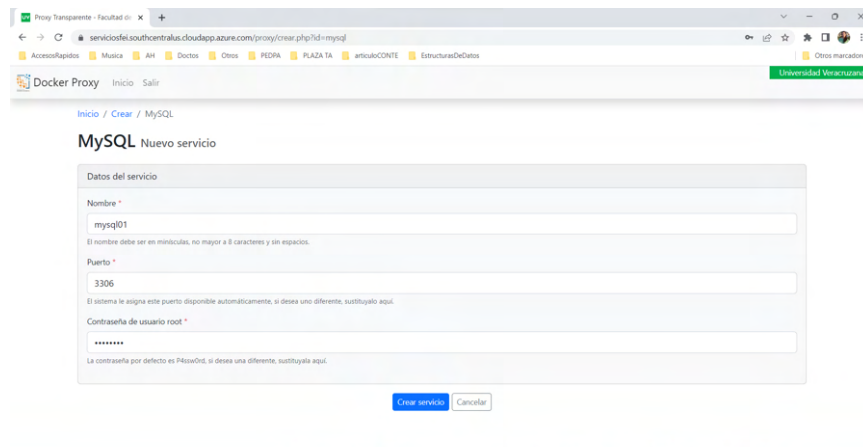 Proxy Transparente - Facultad de
serviciosfei.southcentralus.cloudapp.azure.com/proxy/crear.php?id=mysql
AccesosRapidos Musica AH Doctos Otros PEDPA PLAZA TA articuloCONTE EstructurasDeDatos Otros marcadores
Docker Proxy Inicio Salir Universidad Veracruzana
Inicio / Crear / MySQL
MySQL Nuevo servicio
Datos del servicio
Nombre *
mysql01
El nombre debe ser en minúsculas, no mayor a 8 caracteres y sin espacios.
Puerto *
3306
El sistema le asigna este puerto disponible automáticamente, si desea uno diferente, sustituyalo aquí.
Contraseña de usuario root *
••••••••
La contraseña por defecto es P4ssw0rd, si desea una diferente, sustituyala aquí.
Crear servicio Cancelar